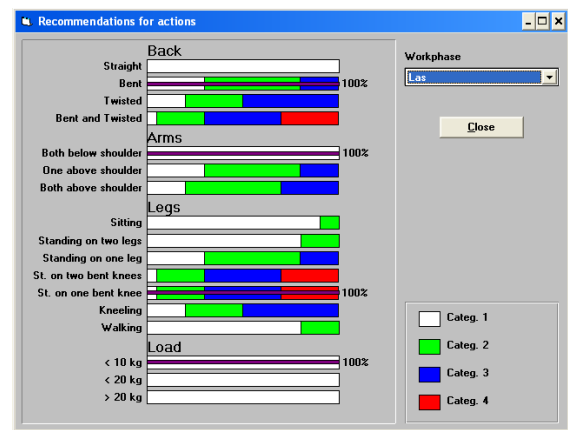 Recommendations for actions
Back
Straight
Bent 100%
Twisted
Bent and Twisted
Arms
Both below shoulder 100%
One above shoulder
Both above shoulder
Legs
Sitting
Standing on two legs
Standing on one leg
St. on two bent knees
St. on one bent knee 100%
Kneeling
Walking
Load
< 10 kg 100%
< 20 kg
> 20 kg
Workphase
Las
Close
Categ. 1
Categ. 2
Categ. 3
Categ. 4